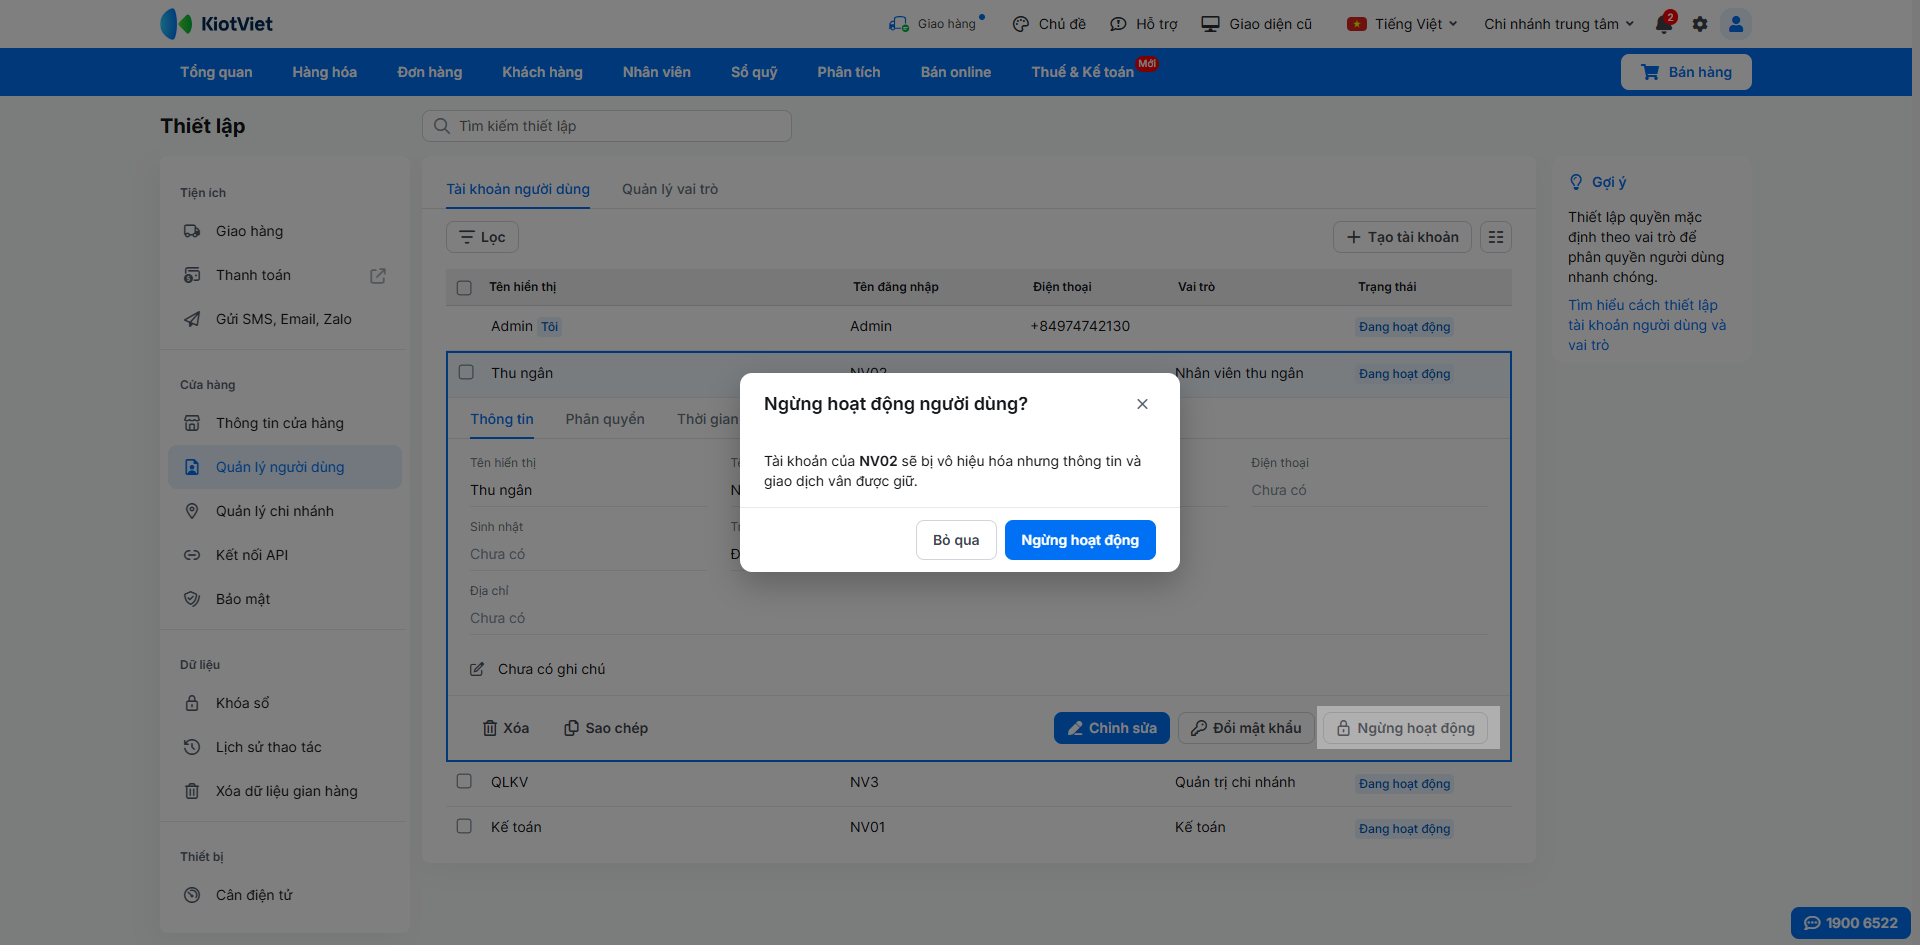 KiotViet
Giao hàng
Chủ đề
Hỗ trợ
Giao diện cũ
Tiếng Việt
Chi nhánh trung tâm
2
Tổng quan
Hàng hóa
Đơn hàng
Khách hàng
Nhân viên
Sổ quỹ
Phân tích
Bán online
Thuế & Kế toán
Mới
Bán hàng
Thiết lập
Tìm kiếm thiết lập
Tiện ích
Giao hàng
Thanh toán
Gửi SMS, Email, Zalo
Cửa hàng
Thông tin cửa hàng
Quản lý người dùng
Quản lý chi nhánh
Kết nối API
Bảo mật
Dữ liệu
Khóa sổ
Lịch sử thao tác
Xóa dữ liệu gian hàng
Thiết bị
Cân điện tử
Tài khoản người dùng
Quản lý vai trò
Lọc
Tạo tài khoản
Tên hiển thị
Tên đăng nhập
Điện thoại
Vai trò
Trạng thái
Admin Tôi
Admin
+84974742130
Đang hoạt động
Thu ngân
NV02
Nhân viên thu ngân
Đang hoạt động
Thông tin
Phân quyền
Thời gian
Tên hiển thị
Điện thoại
Thu ngân
Chưa có
Sinh nhật
Chưa có
Địa chỉ
Chưa có
Chưa có ghi chú
Xóa
Sao chép
Chỉnh sửa
Đổi mật khẩu
Ngừng hoạt động
QLKV
NV3
Quản trị chi nhánh
Đang hoạt động
Kế toán
NV01
Kế toán
Đang hoạt động
Ngừng hoạt động người dùng?
Tài khoản của NV02 sẽ bị vô hiệu hóa nhưng thông tin và
giao dịch vân được giữ.
Bỏ qua
Ngừng hoạt động
Gợi ý
Thiết lập quyền mặc
định theo vai trò để
phân quyền người dùng
nhanh chóng.
Tìm hiểu cách thiết lập
tài khoản người dùng và
vai trò
1900 6522